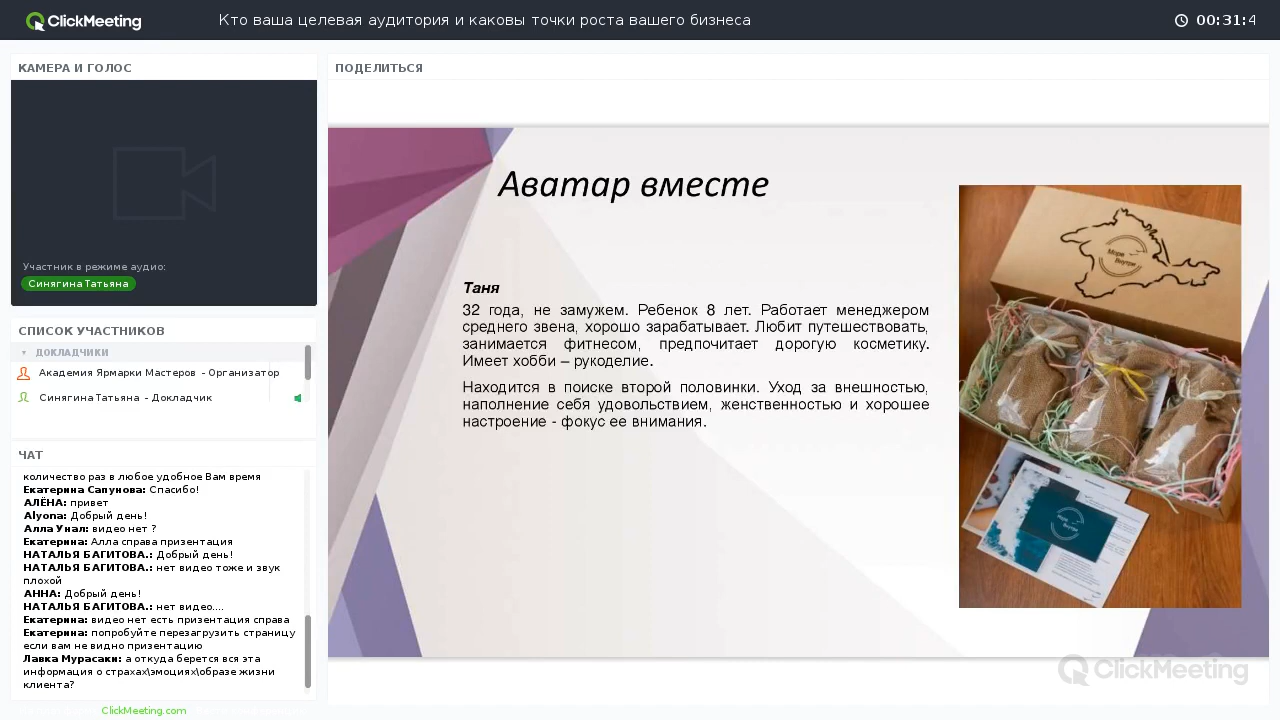 ClickMeeting
Кто ваша целевая аудитория и каковы точки роста вашего бизнеса
00:31:4
КАМЕРА И ГОЛОС
Участник в режиме аудио:
Синягина Татьяна
СПИСОК УЧАСТНИКОВ
ДОКЛАДЧИКИ
Академия Ярмарки Мастеров - Организатор
Синягина Татьяна - Докладчик
ЧАТ
количество раз в любое удобное Вам время
Екатерина Сапунова: Спасибо!
АЛЁНА: привет
Alyona: Добрый день!
Алла Унал: видео нет ?
Екатерина: Алла справа призентация
НАТАЛЬЯ БАГИТОВА.: Добрый день!
НАТАЛЬЯ БАГИТОВА.: нет видео тоже и звук
плохой
АННА: Добрый день!
НАТАЛЬЯ БАГИТОВА.: нет видео....
Екатерина: видео нет есть призентация справа
Екатерина: попробуйте перезагрузить страницу
если вам не видно призентацию
Лавка Мурасаки: а откуда берется вся эта
информация о страхах\эмоциях\образе жизни
клиента?
ClickMeeting.com
ПОДЕЛИТЬСЯ
Аватар вместе
Таня
32 года, не замужем. Ребенок 8 лет. Работает менеджером
среднего звена, хорошо зарабатывает. Любит путешествовать,
занимается фитнесом, предпочитает дорогую косметику.
Имеет хобби – рукоделие.
Находится в поиске второй половинки. Уход за внешностью,
наполнение себя удовольствием, женственностью и хорошее
настроение - фокус ее внимания.
Море
Внутри
Море
Внутри
ClickMeeting